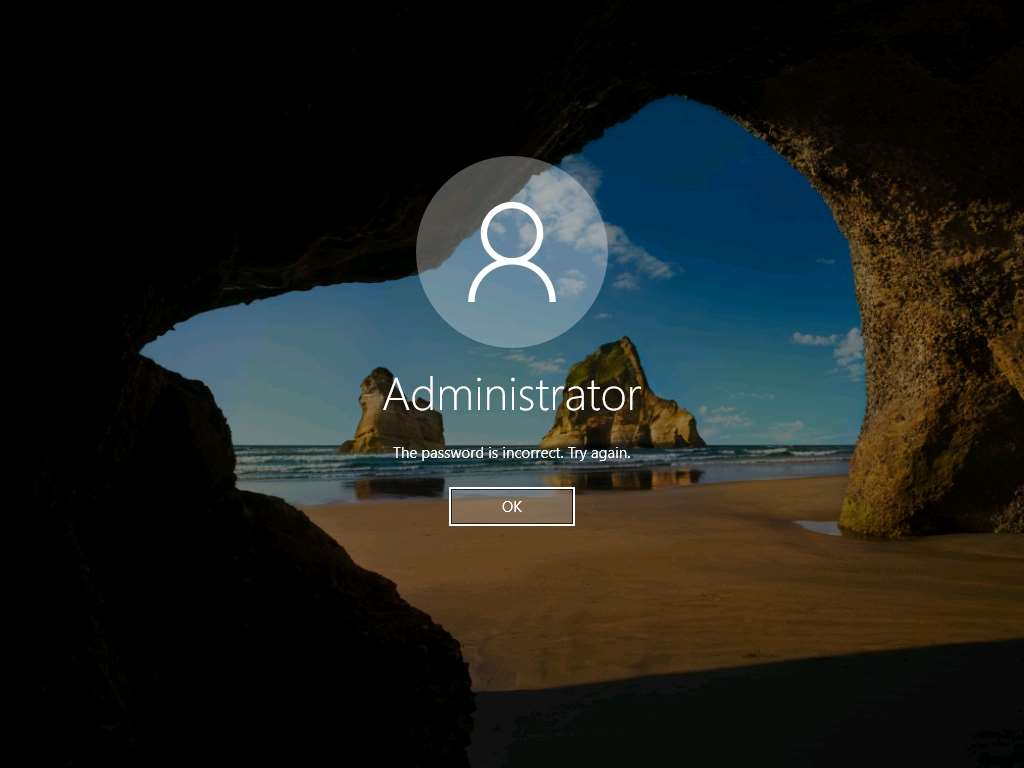 Administrator
The password is incorrect. Try again.
OK